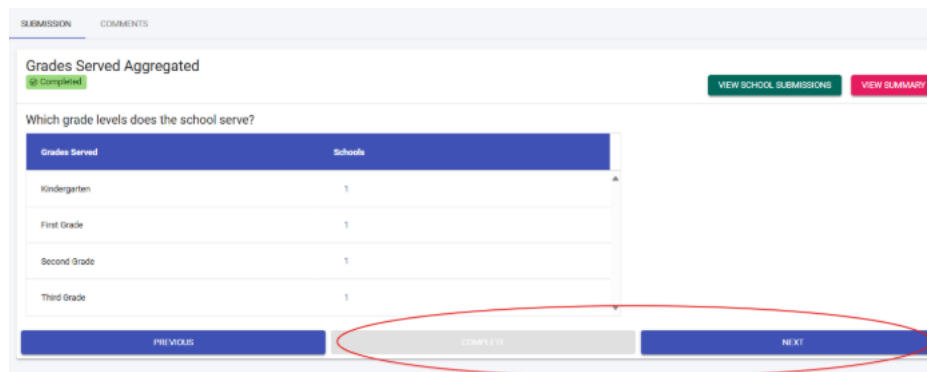 SUBMISSION COMMENTS
Grades Served Aggregated
Completed
VIEW SCHOOL SUBMISSIONS VIEW SUMMARY
Which grade levels does the school serve?
Grades Served Schools
Kindergarten 1
First Grade 1
Second Grade 1
Third Grade 1
PREVIOUS COMPLETE NEXT